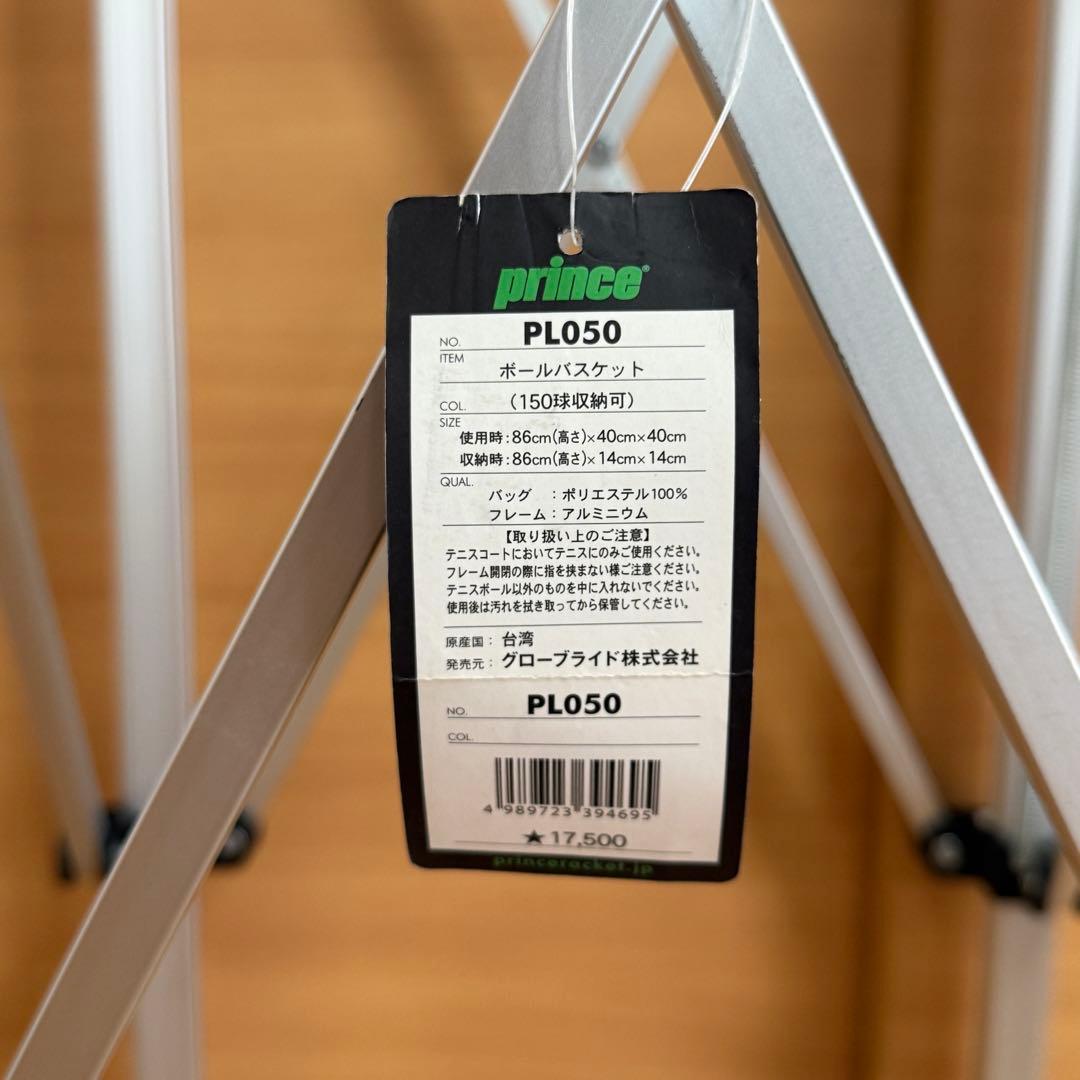 prince
NO. PL050
ITEM
ボールバスケット
COL. (150球収納可)
SIZE
使用時:86cm(高さ)×40cm×40cm
収納時:86cm(高さ)×14cm×14cm
QUAL.
バッグ :ポリエステル100%
フレーム:アルミニウム
【取り扱い上のご注意】
テニスコートにおいてテニスにのみご使用ください。
フレーム開閉の際に指を挟まない様ご注意ください。
テニスボール以外のものを中に入れないでください。
使用後は汚れを拭き取ってから保管してください。
原産国:台湾
発売元:グローブライド株式会社
NO. PL050
COL.
4 989723 394695
★17,500
princeracket.jp